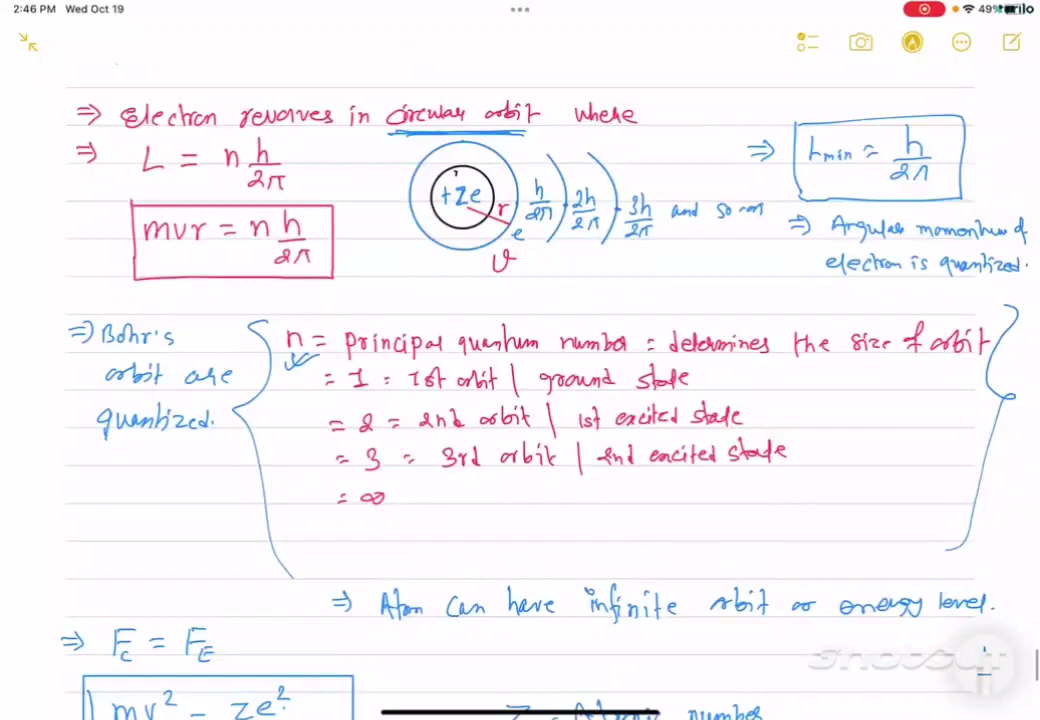 2:46 PM Wed Oct 19
49%
⇒ Electron revolves in circular orbit where
⇒ L = n h/2π
mvr = n h/2π
+Ze r e v h/2π 2h/2π 3h/2π and so on
⇒ Lmin = h/2π
⇒ Angular momentum of
electron is quantized.
⇒ Bohr's
orbit are
quantized.
n = principal quantum number = determines the size of orbit
= 1 = 1st orbit | ground state
= 2 = 2nd orbit | 1st excited state
= 3 = 3rd orbit | 2nd excited state
= ∞
⇒ Atom can have infinite orbit or energy level.
⇒ Fc = FE
mv² = Ze²
Z = Atomic number